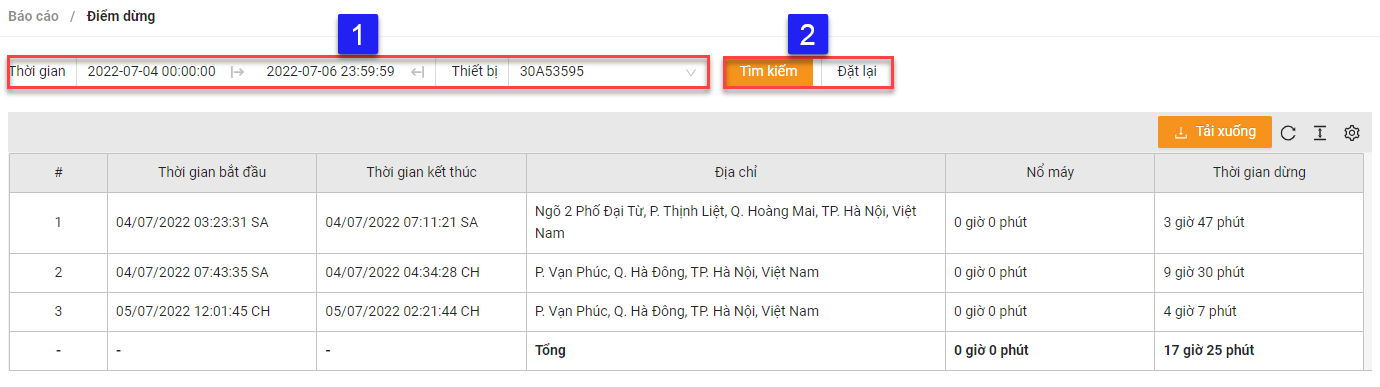 Báo cáo / Điểm dừng
1
2
Thời gian 2022-07-04 00:00:00 2022-07-06 23:59:59 Thiết bị 30A53595 Tìm kiếm Đặt lại
Tải xuống
# Thời gian bắt đầu Thời gian kết thúc Địa chỉ Nổ máy Thời gian dừng
1 04/07/2022 03:23:31 SA 04/07/2022 07:11:21 SA Ngõ 2 Phố Đại Từ, P. Thịnh Liệt, Q. Hoàng Mai, TP. Hà Nội, Việt 0 giờ 0 phút 3 giờ 47 phút
Nam
2 04/07/2022 07:43:35 SA 04/07/2022 04:34:28 CH P. Vạn Phúc, Q. Hà Đông, TP. Hà Nội, Việt Nam 0 giờ 0 phút 9 giờ 30 phút
3 05/07/2022 12:01:45 CH 05/07/2022 02:21:44 CH P. Vạn Phúc, Q. Hà Đông, TP. Hà Nội, Việt Nam 0 giờ 0 phút 4 giờ 7 phút
- - - Tổng 0 giờ 0 phút 17 giờ 25 phút